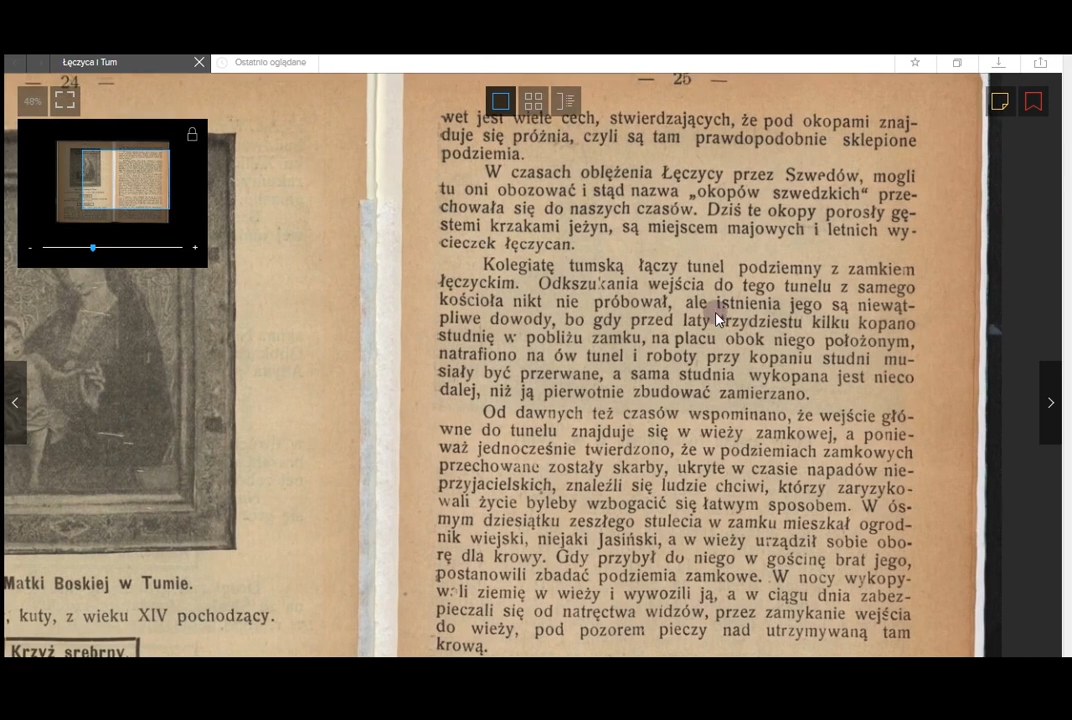 Łęczyca i Tum
Ostatnio oglądane
48%
-
+
— 24 —
Matki Boskiej w Tumie.
, kuty, z wieku XIV pochodzący.
Krzyż srebrny.
— 25 —
wet jest wiele cech, stwierdzających, że pod okopami znaj-
duje się próżnia, czyli są tam prawdopodobnie sklepione
podziemia.
W czasach oblężenia Łęczycy przez Szwedów, mogli
tu oni obozować i stąd nazwa „okopów szwedzkich" prze-
chowała się do naszych czasów. Dziś te okopy porosły gę-
stemi krzakami jeżyn, są miejscem majowych i letnich wy-
cieczek łęczycan.
Kolegiatę tumską łączy tunel podziemny z zamkiem
łęczyckim. Odkszukania wejścia do tego tunelu z samego
kościoła nikt nie próbował, ale istnienia jego są niewąt-
pliwe dowody, bo gdy przed laty trzydziestu kilku kopano
studnię w pobliżu zamku, na placu obok niego położonym,
natrafiono na ów tunel i roboty przy kopaniu studni mu-
siały być przerwane, a sama studnia wykopana jest nieco
dalej, niż ją pierwotnie zbudować zamierzano.
Od dawnych też czasów wspominano, że wejście głó-
wne do tunelu znajduje się w wieży zamkowej, a ponie-
waż jednocześnie twierdzono, że w podziemiach zamkowych
przechowane zostały skarby, ukryte w czasie napadów nie-
przyjacielskich, znaleźli się ludzie chciwi, którzy zaryzyko-
wali życie byleby wzbogacić się łatwym sposobem. W ós-
mym dziesiątku zeszłego stulecia w zamku mieszkał ogrod-
nik wiejski, niejaki Jasiński, a w wieży urządził sobie obo-
rę dla krowy. Gdy przybył do niego w gościnę brat jego,
postanowili zbadać podziemia zamkowe. W nocy wykopy-
wali ziemię w wieży i wywozili ją, a w ciągu dnia zabez-
pieczali się od natręctwa widzów, przez zamykanie wejścia
do wieży, pod pozorem pieczy nad utrzymywaną tam
krową.